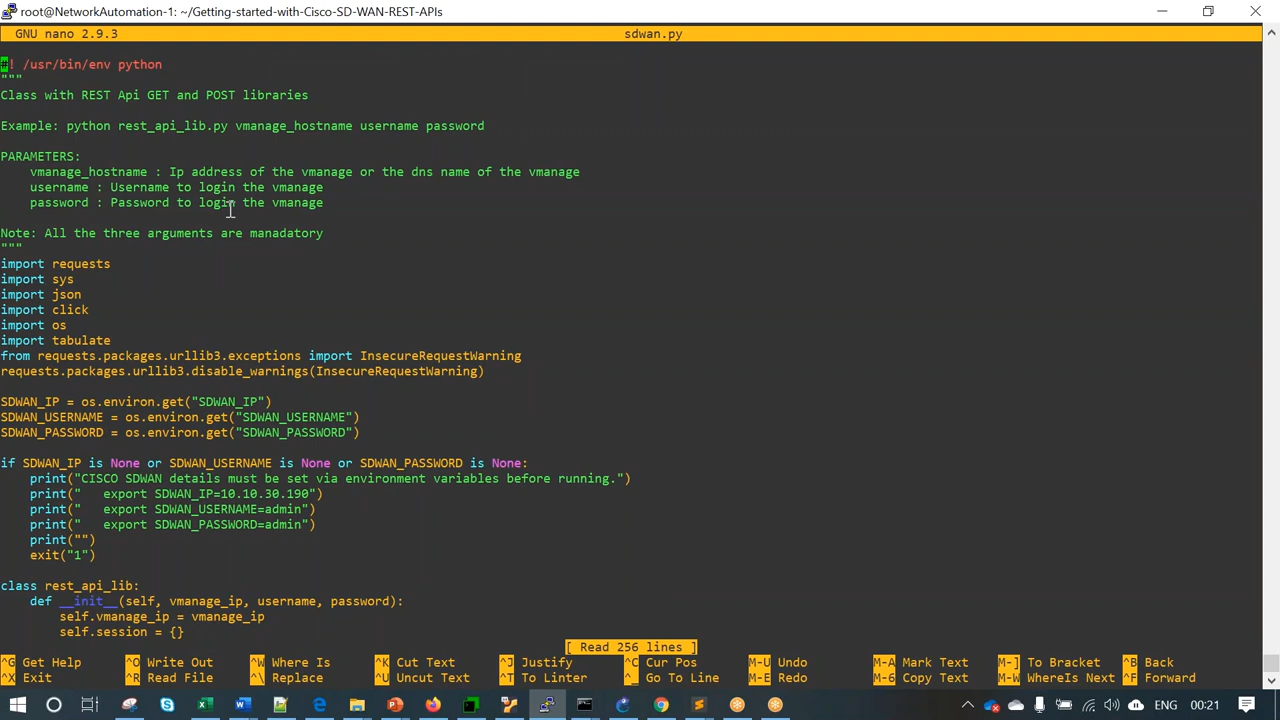 root@NetworkAutomation-1: ~/Getting-started-with-Cisco-SD-WAN-REST-APIs
GNU nano 2.9.3 sdwan.py
#! /usr/bin/env python
"""
Class with REST Api GET and POST libraries
Example: python rest_api_lib.py vmanage_hostname username password
PARAMETERS:
vmanage_hostname : Ip address of the vmanage or the dns name of the vmanage
username : Username to login the vmanage
password : Password to login the vmanage
Note: All the three arguments are manadatory
"""
import requests
import sys
import json
import click
import os
import tabulate
from requests.packages.urllib3.exceptions import InsecureRequestWarning
requests.packages.urllib3.disable_warnings(InsecureRequestWarning)
SDWAN_IP = os.environ.get("SDWAN_IP")
SDWAN_USERNAME = os.environ.get("SDWAN_USERNAME")
SDWAN_PASSWORD = os.environ.get("SDWAN_PASSWORD")
if SDWAN_IP is None or SDWAN_USERNAME is None or SDWAN_PASSWORD is None:
print("CISCO SDWAN details must be set via environment variables before running.")
print("   export SDWAN_IP=10.10.30.190")
print("   export SDWAN_USERNAME=admin")
print("   export SDWAN_PASSWORD=admin")
print("")
exit("1")
class rest_api_lib:
def __init__(self, vmanage_ip, username, password):
self.vmanage_ip = vmanage_ip
self.session = {}
[ Read 256 lines ]
^G Get Help ^O Write Out ^W Where Is ^K Cut Text ^J Justify ^C Cur Pos M-U Undo M-A Mark Text M-] To Bracket ^B Back
^X Exit ^R Read File ^\ Replace ^U Uncut Text ^T To Linter ^_ Go To Line M-E Redo M-6 Copy Text M-W WhereIs Next ^F Forward
ENG 00:21